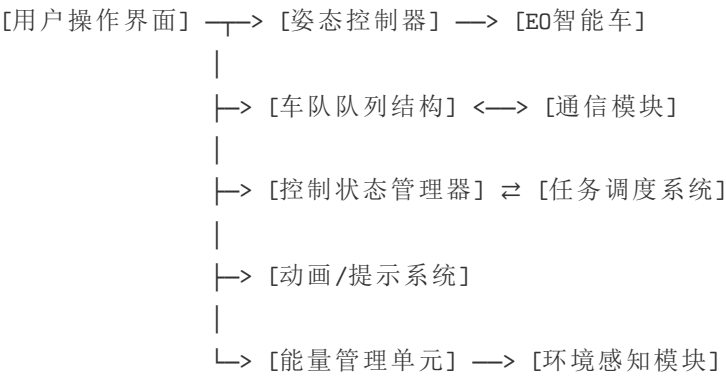 [用户操作界面] ─┬─> [姿态控制器] ──> [EO智能车]
│
├─> [车队队列结构] <──> [通信模块]
│
├─> [控制状态管理器] ⇄ [任务调度系统]
│
├─> [动画/提示系统]
│
└─> [能量管理单元] ──> [环境感知模块]